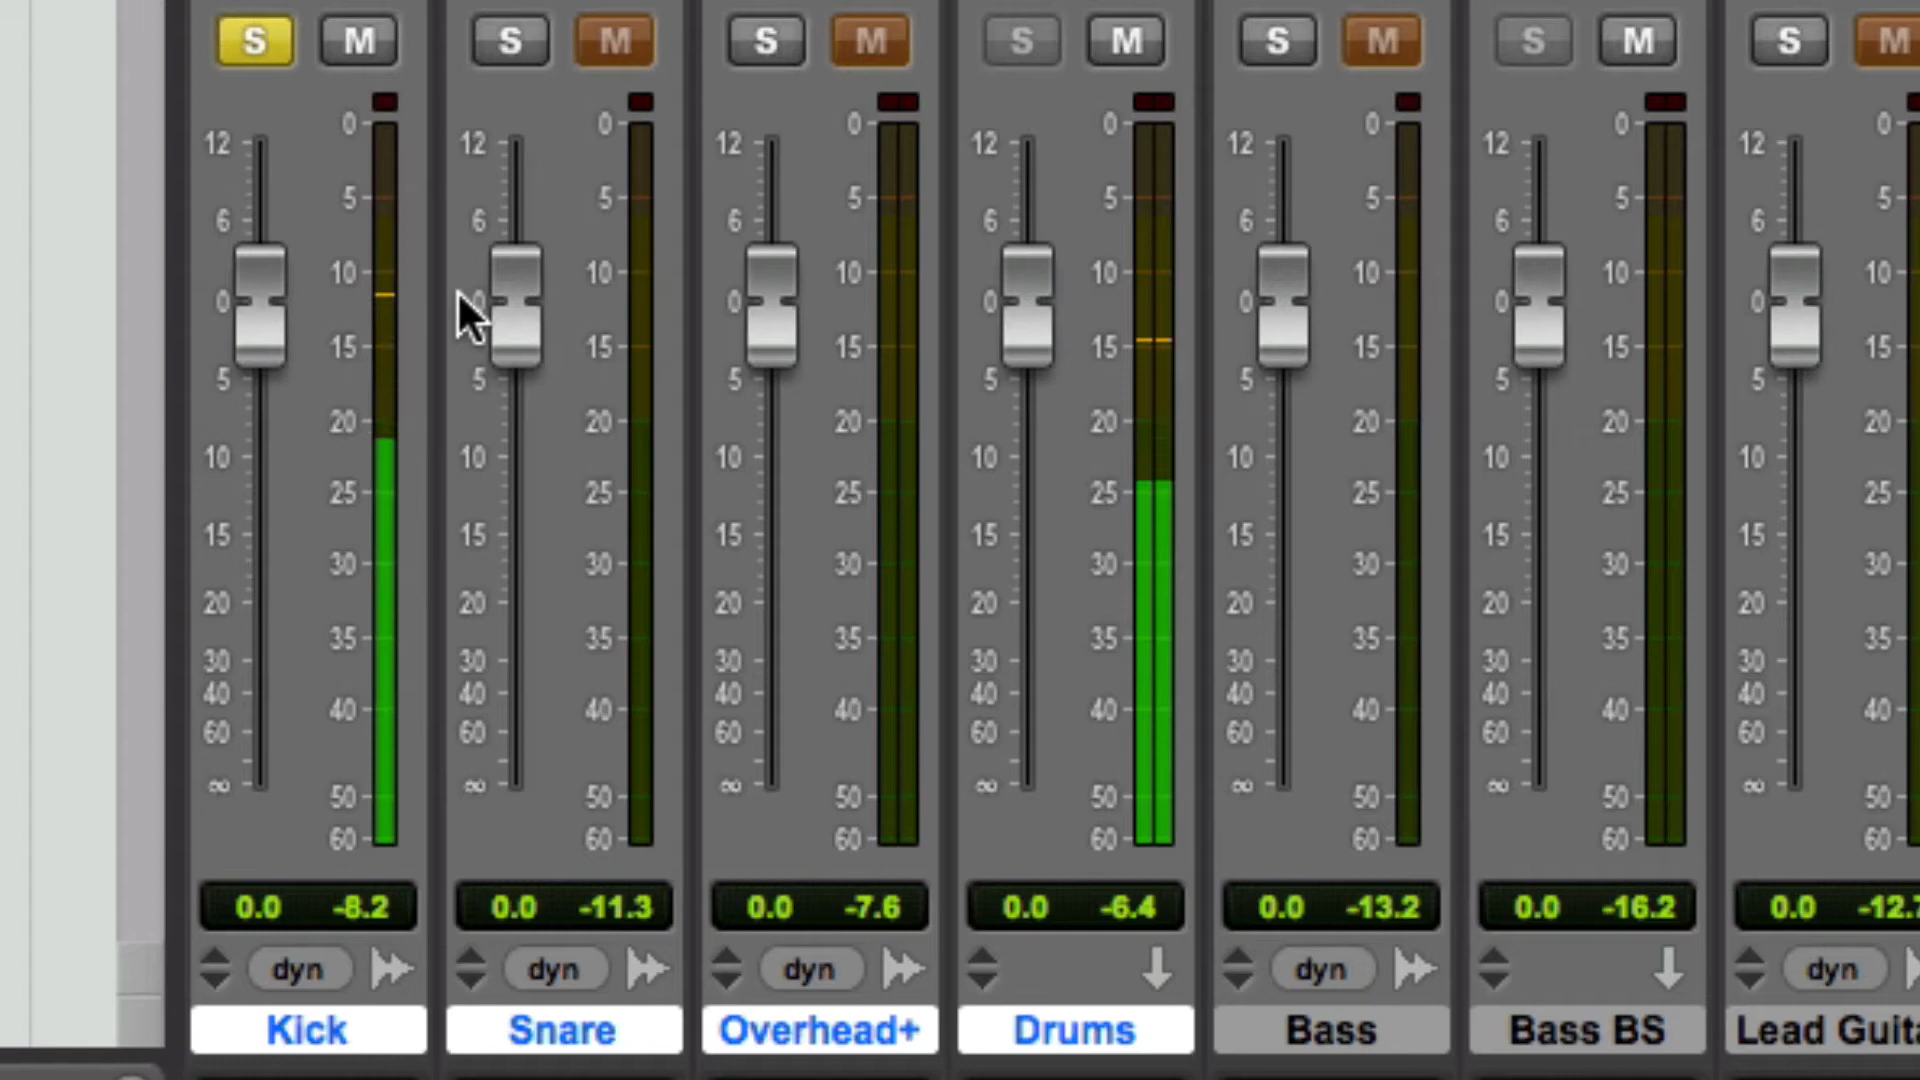 S M S M S M S M S M S M S M
12 6 0 5 10 15 20 30 40 60 ∞
0 5 10 15 20 25 30 35 40 50 60
12 6 0 5 10 15 20 30 40 60 ∞
0 5 10 15 20 25 30 35 40 50 60
12 6 0 5 10 15 20 30 40 60 ∞
0 5 10 15 20 25 30 35 40 50 60
12 6 0 5 10 15 20 30 40 60 ∞
0 5 10 15 20 25 30 35 40 50 60
12 6 0 5 10 15 20 30 40 60 ∞
0 5 10 15 20 25 30 35 40 50 60
12 6 0 5 10 15 20 30 40 60 ∞
0 5 10 15 20 25 30 35 40 50 60
12 6 0 5 10 15 20 30 40 60 ∞
0 5 10 15 20 25 30 35 40 50 60
0.0 -8.2 0.0 -11.3 0.0 -7.6 0.0 -6.4 0.0 -13.2 0.0 -16.2 0.0 -12.7
dyn dyn dyn dyn dyn
Kick Snare Overhead+ Drums Bass Bass BS Lead Guita